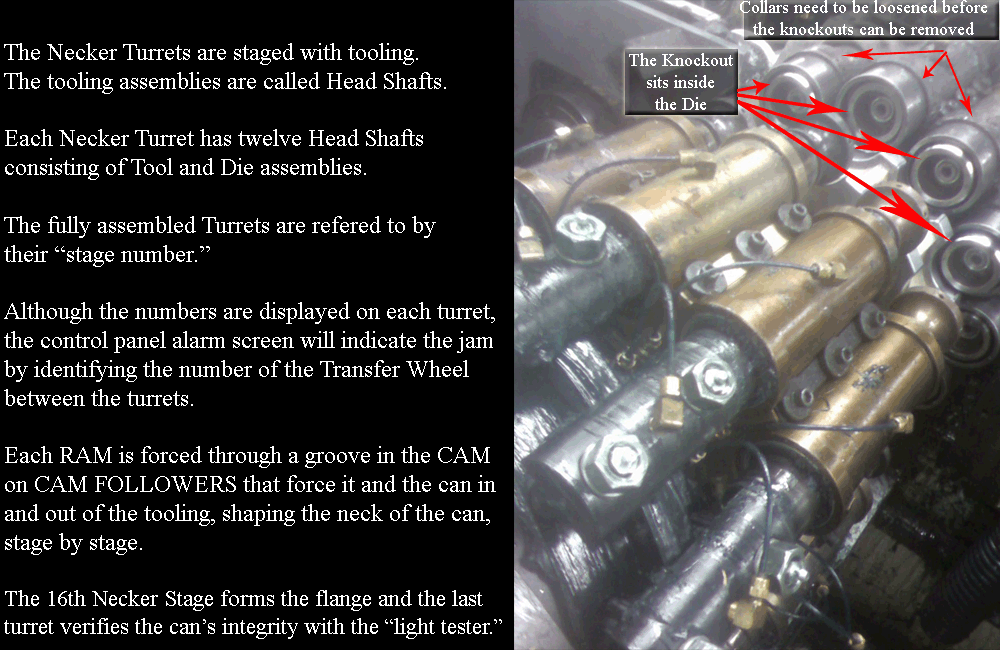 The Necker Turrets are staged with tooling.
The tooling assemblies are called Head Shafts.
Each Necker Turret has twelve Head Shafts
consisting of Tool and Die assemblies.
The fully assembled Turrets are refered to by
their “stage number.”
Although the numbers are displayed on each turret,
the control panel alarm screen will indicate the jam
by identifying the number of the Transfer Wheel
between the turrets.
Each RAM is forced through a groove in the CAM
on CAM FOLLOWERS that force it and the can in
and out of the tooling, shaping the neck of the can,
stage by stage.
The 16th Necker Stage forms the flange and the last
turret verifies the can’s integrity with the “light tester.”
Collars need to be loosened before
the knockouts can be removed
The Knockout
sits inside
the Die